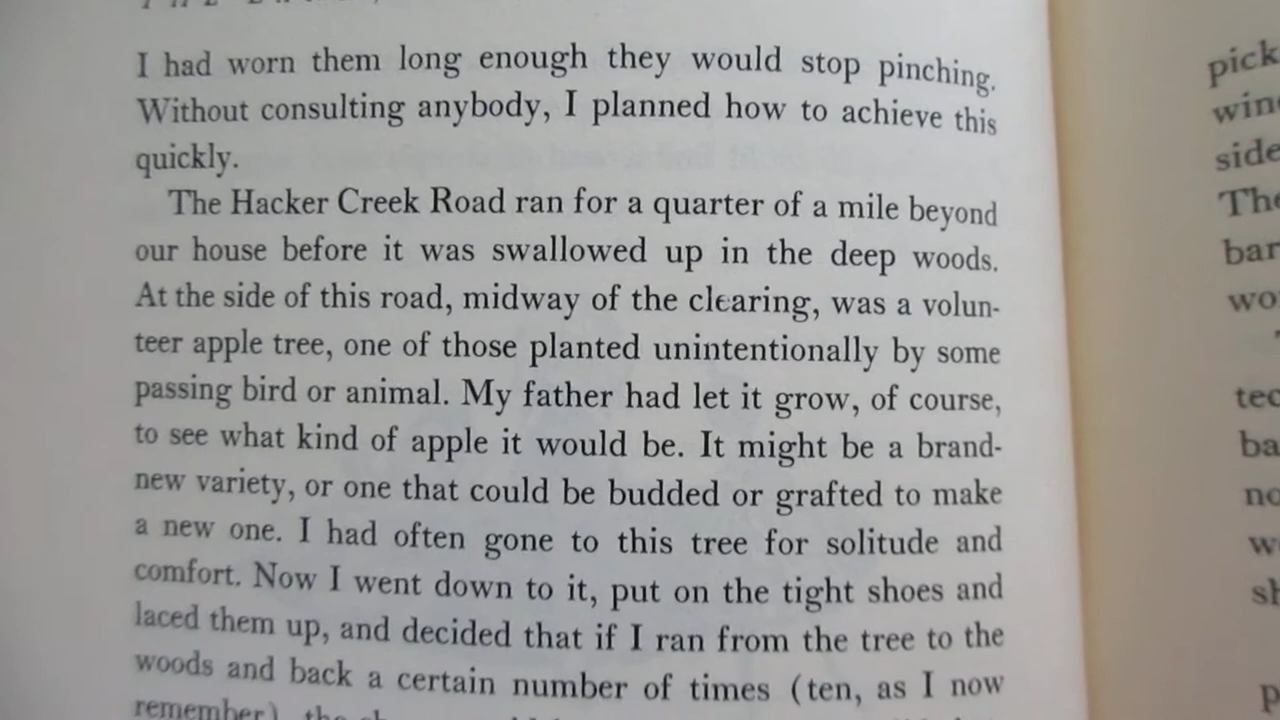 I had worn them long enough they would stop pinching.
Without consulting anybody, I planned how to achieve this
quickly.
The Hacker Creek Road ran for a quarter of a mile beyond
our house before it was swallowed up in the deep woods.
At the side of this road, midway of the clearing, was a volun-
teer apple tree, one of those planted unintentionally by some
passing bird or animal. My father had let it grow, of course,
to see what kind of apple it would be. It might be a brand-
new variety, or one that could be budded or grafted to make
a new one. I had often gone to this tree for solitude and
comfort. Now I went down to it, put on the tight shoes and
laced them up, and decided that if I ran from the tree to the
woods and back a certain number of times (ten, as I now
remember), the
pick
side
The